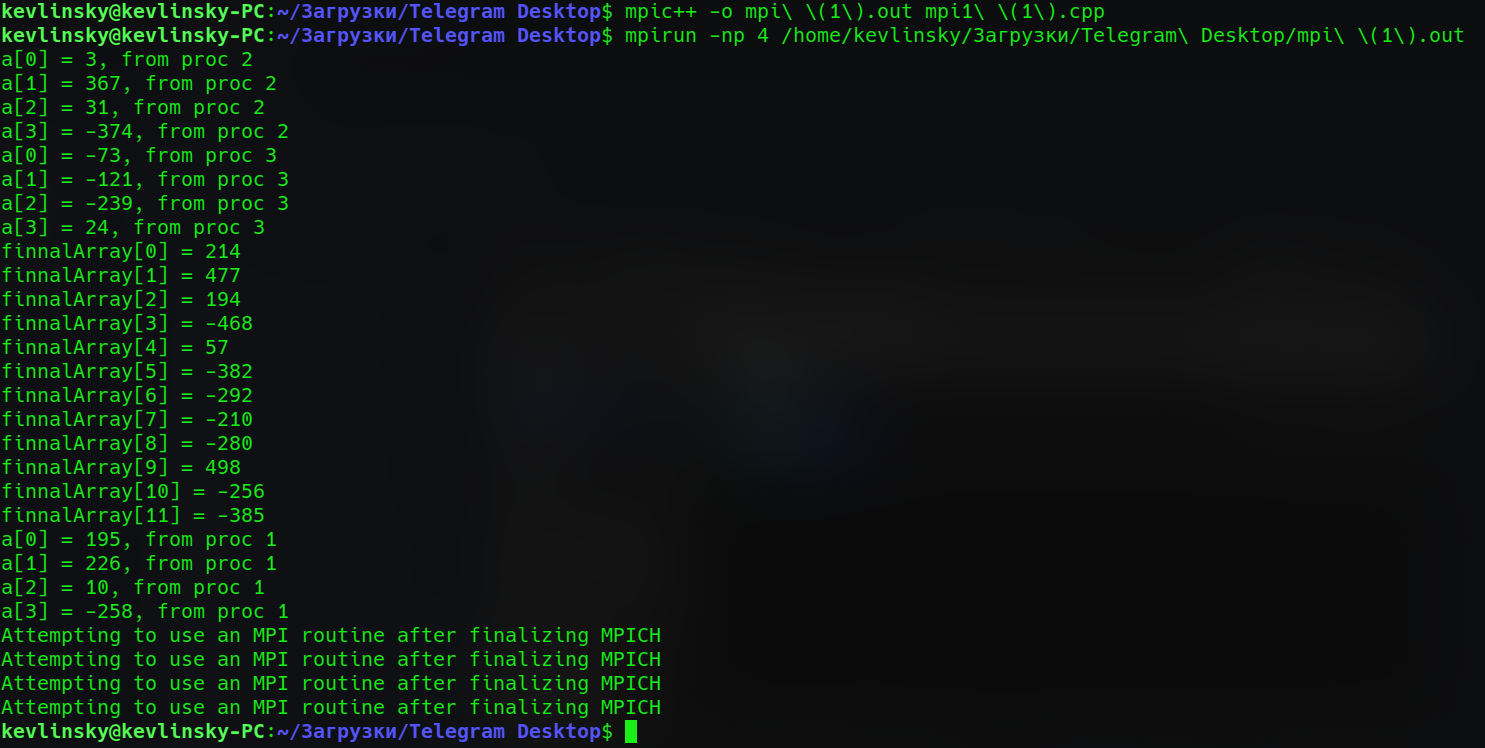 kevlinsky@kevlinsky-PC:~/Загрузки/Telegram Desktop$ mpic++ -o mpi\ \(1\).out mpi1\ \(1\).cpp
kevlinsky@kevlinsky-PC:~/Загрузки/Telegram Desktop$ mpirun -np 4 /home/kevlinsky/Загрузки/Telegram\ Desktop/mpi\ \(1\).out
a[0] = 3, from proc 2
a[1] = 367, from proc 2
a[2] = 31, from proc 2
a[3] = -374, from proc 2
a[0] = -73, from proc 3
a[1] = -121, from proc 3
a[2] = -239, from proc 3
a[3] = 24, from proc 3
finnalArray[0] = 214
finnalArray[1] = 477
finnalArray[2] = 194
finnalArray[3] = -468
finnalArray[4] = 57
finnalArray[5] = -382
finnalArray[6] = -292
finnalArray[7] = -210
finnalArray[8] = -280
finnalArray[9] = 498
finnalArray[10] = -256
finnalArray[11] = -385
a[0] = 195, from proc 1
a[1] = 226, from proc 1
a[2] = 10, from proc 1
a[3] = -258, from proc 1
Attempting to use an MPI routine after finalizing MPICH
Attempting to use an MPI routine after finalizing MPICH
Attempting to use an MPI routine after finalizing MPICH
Attempting to use an MPI routine after finalizing MPICH
kevlinsky@kevlinsky-PC:~/Загрузки/Telegram Desktop$